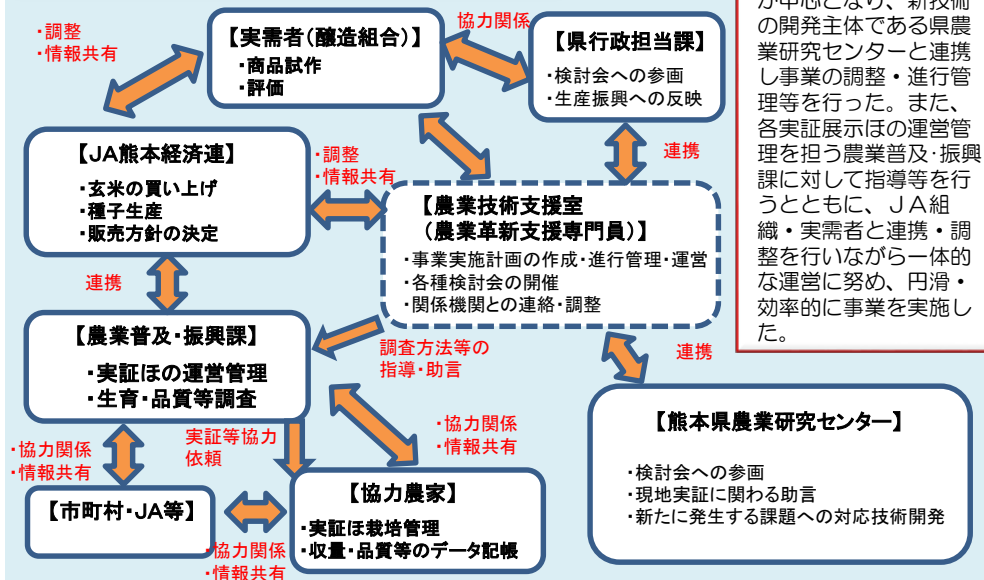 ・調整
・情報共有
【実需者(醸造組合)】
・商品試作
・評価
協力関係
【県行政担当課】
・検討会への参画
・生産振興への反映
が中心となり、新技術
の開発主体である県農
業研究センターと連携
し事業の調整・進行管
理等を行った。また、
各実証展示ほの運営管
理を担う農業普及・振興
課に対して指導等を行
うとともに、ＪＡ組
織・実需者と連携・調
整を行いながら一体的
な運営に努め、円滑・
効率的に事業を実施し
た。
【JA熊本経済連】
・玄米の買い上げ
・種子生産
・販売方針の決定
・調整
・情報共有
連携
【農業技術支援室
(農業革新支援専門員)】
・事業実施計画の作成・進行管理・運営
・各種検討会の開催
・関係機関との連絡・調整
連携
【農業普及・振興課】
・実証ほの運営管理
・生育・品質等調査
調査方法等の
指導・助言
連携
・協力関係
・情報共有
実証等協力
依頼
・協力関係
・情報共有
【熊本県農業研究センター】
・検討会への参画
・現地実証に関わる助言
・新たに発生する課題への対応技術開発
【市町村・JA等】
【協力農家】
・実証ほ栽培管理
・収量・品質等のデータ記帳
・協力関係
・情報共有